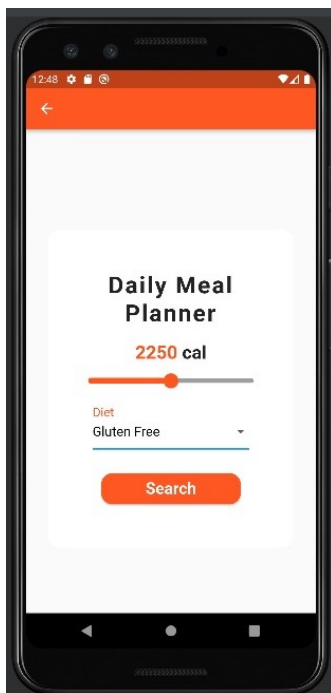 12:48
Daily Meal
Planner
2250 cal
Diet
Gluten Free
Search